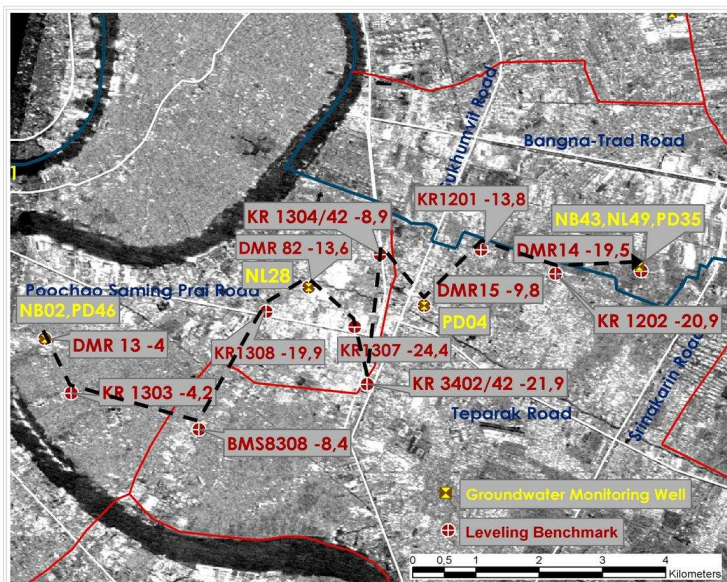 Sukhumvit Road
Bangna-Trad Road
1
KR1201 -13,8
KR 1304/42 -8,9
NB43,NL49,PD35
DMR 82 -13,6
DMR14 -19,5
NL28
DMR15 -9,8
Poochao Saming Prai Road
NB02,PD46
PD04
KR 1202 -20,9
DMR 13 -4
KR1308 -19,9
KR1307 -24,4
KR 1303 -4,2
KR 3402/42 -21,9
Srinakarin Road
Teparak Road
BMS8308 -8,4
Groundwater Monitoring Well
Leveling Benchmark
0 0,5 1 2 3 4
Kilometers